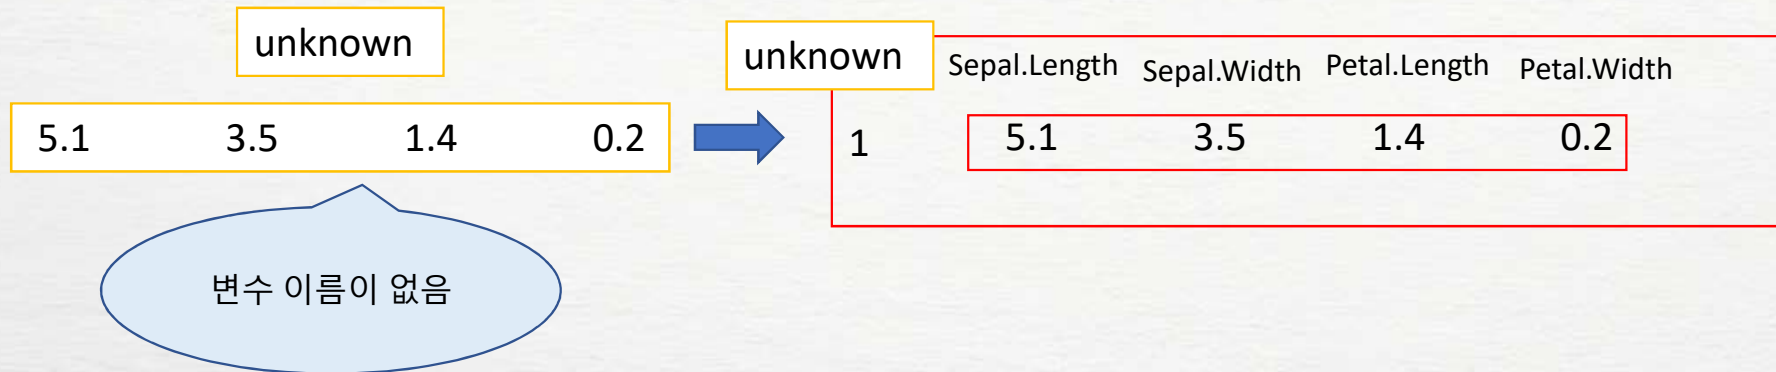 unknown
5.1 3.5 1.4 0.2
변수 이름이 없음
unknown
Sepal.Length Sepal.Width Petal.Length Petal.Width
1 5.1 3.5 1.4 0.2